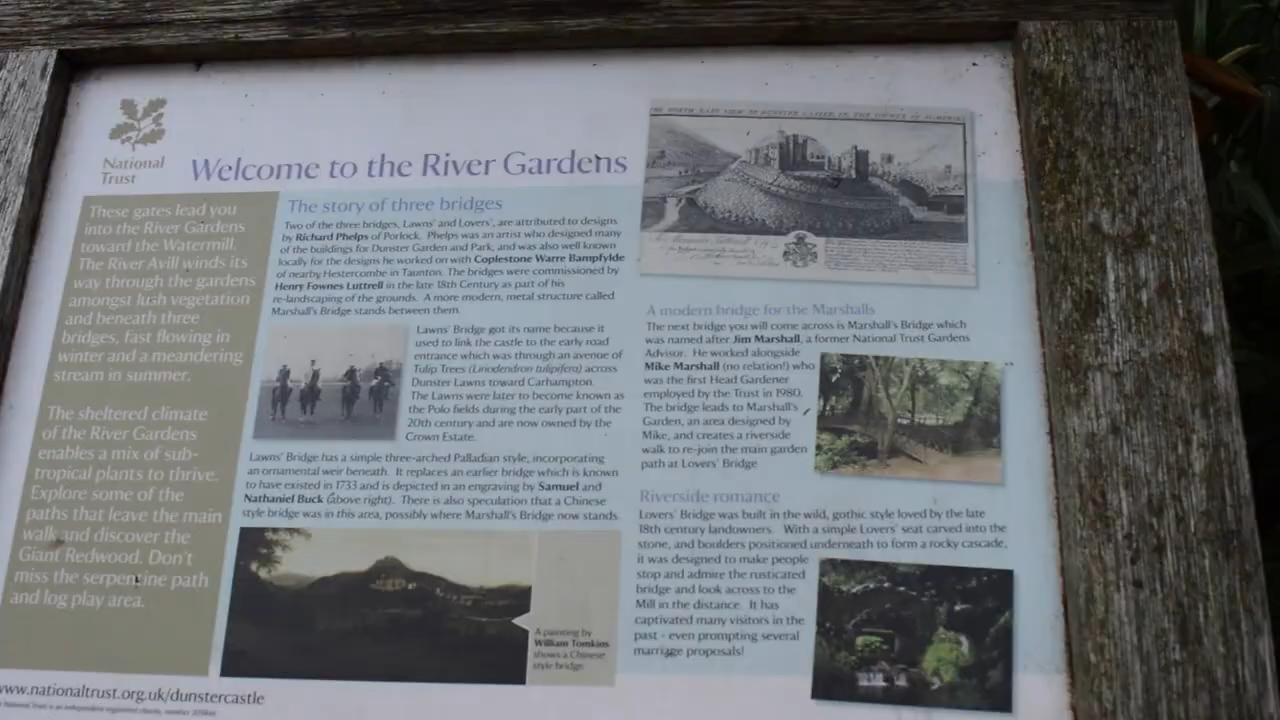 National
Trust
Welcome to the River Gardens
These gates lead you
into the River Gardens
toward the Watermill.
The River Avill winds its
way through the gardens
amongst lush vegetation
and beneath three
bridges, fast flowing in
winter and a meandering
stream in summer.
The sheltered climate
of the River Gardens
enables a mix of sub-
tropical plants to thrive.
Explore some of the
paths that leave the main
walk and discover the
Giant Redwood. Don't
miss the serpentine path
and log play area.
www.nationaltrust.org.uk/dunstercastle
The story of three bridges
Two of the three bridges, Lawns' and Lovers', are attributed to designs
by Richard Phelps of Porlock. Phelps was an artist who designed many
of the buildings for Dunster Garden and Park, and was also well known
locally for the designs he worked on with Coplestone Warre Bampfylde
of nearby Hestercombe in Taunton. The bridges were commissioned by
Henry Fownes Luttrell in the late 18th Century as part of his
re-landscaping of the grounds. A more modern, metal structure called
Marshall's Bridge stands between them.
Lawns' Bridge got its name because it
used to link the castle to the early road
entrance which was through an avenue of
Tulip Trees (Liriodendron tulipifera) across
Dunster Lawns toward Carhampton.
The Lawns were later to become known as
the Polo fields during the early part of the
20th century and are now owned by the
Crown Estate.
Lawns' Bridge has a simple three-arched Palladian style, incorporating
an ornamental weir beneath. It replaces an earlier bridge which is known
to have existed in 1733 and is depicted in an engraving by Samuel and
Nathaniel Buck (above right). There is also speculation that a Chinese
style bridge was in this area, possibly where Marshall's Bridge now stands.
A painting by
William Tomkins
shows a Chinese
style bridge
A modern bridge for the Marshalls
The next bridge you will come across is Marshall's Bridge which
was named after Jim Marshall, a former National Trust Gardens
Advisor. He worked alongside
Mike Marshall (no relation!) who
was the first Head Gardener
employed by the Trust in 1980.
The bridge leads to Marshall's
Garden, an area designed by
Mike, and creates a riverside
walk to re-join the main garden
path at Lovers' Bridge
Riverside romance
Lovers' Bridge was built in the wild, gothic style loved by the late
18th century landowners. With a simple Lovers' seat carved into the
stone, and boulders positioned underneath to form a rocky cascade,
it was designed to make people
stop and admire the rusticated
bridge and look across to the
Mill in the distance. It has
captivated many visitors in the
past - even prompting several
marriage proposals!